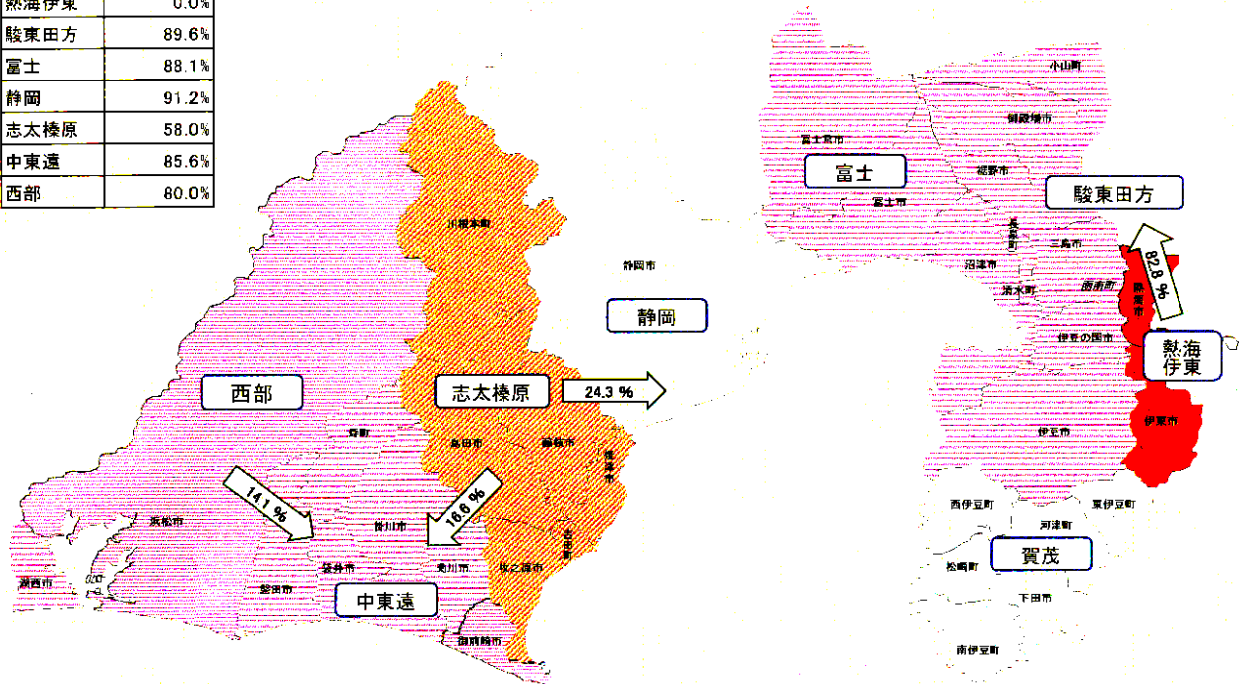 熱海伊東 0.0%
駿東田方 89.6%
富士 88.1%
静岡 91.2%
志太榛原 58.0%
中東遠 85.6%
西部 80.0%
小山町
御殿場市
富士宮市
富士
裾野市
駿東田方
富士市
川根本町
長泉町
三島市
82.8 %
静岡市
沼津市
清水町
函南町
熱海市
静岡
伊豆の国市
熱海
伊東
西部
志太榛原
24.3 %
伊東市
森町
島田市
藤枝市
焼津市
伊豆市
14.1 %
16.6 %
西伊豆町
東伊豆町
浜松市
掛川市
河津町
吉田町
賀茂
湖西市
袋井市
菊川市
牧之原市
松崎町
磐田市
中東遠
下田市
御前崎市
南伊豆町